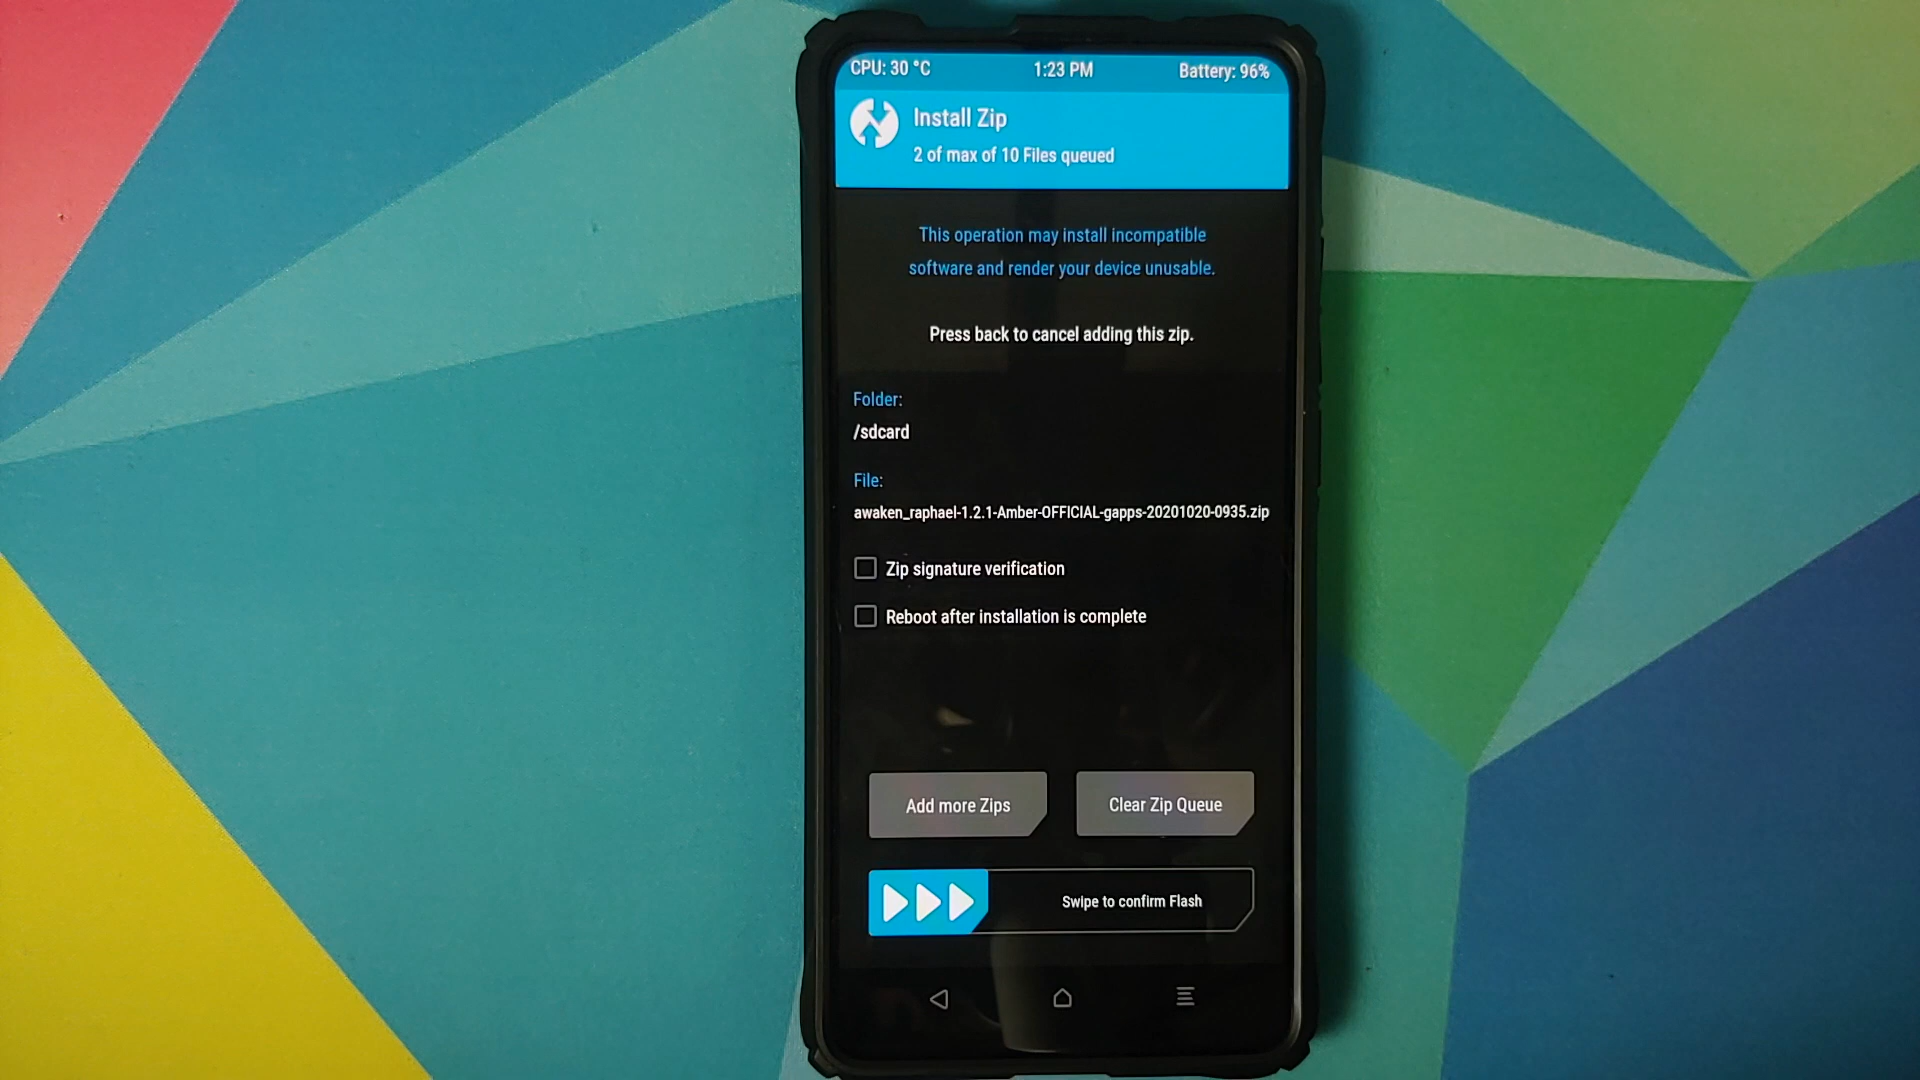 CPU: 30 °C 1:23 PM Battery: 96%
Install Zip
2 of max of 10 Files queued
This operation may install incompatible
software and render your device unusable.
Press back to cancel adding this zip.
Folder:
/sdcard
File:
awaken_raphael-1.2.1-Amber-OFFICIAL-gapps-20201020-0935.zip
Zip signature verification
Reboot after installation is complete
Add more Zips Clear Zip Queue
Swipe to confirm Flash